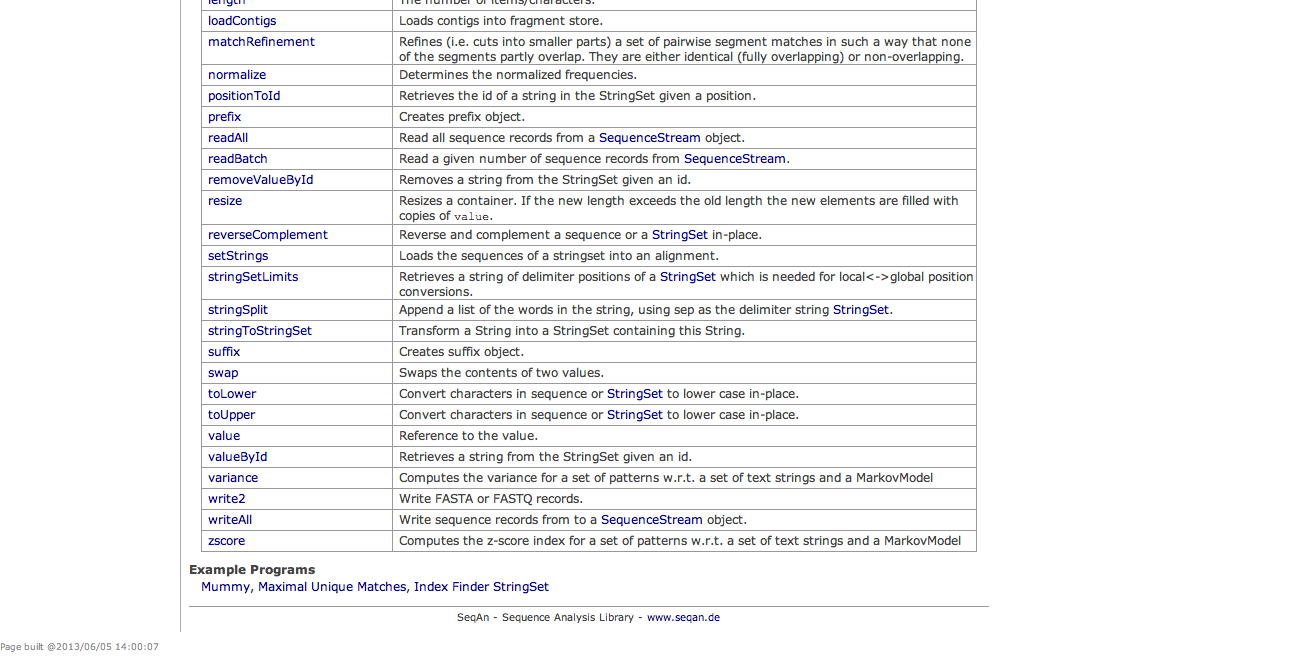 length The number of items/characters.
loadContigs Loads contigs into fragment store.
matchRefinement Refines (i.e. cuts into smaller parts) a set of pairwise segment matches in such a way that none
of the segments partly overlap. They are either identical (fully overlapping) or non-overlapping.
normalize Determines the normalized frequencies.
positionToId Retrieves the id of a string in the StringSet given a position.
prefix Creates prefix object.
readAll Read all sequence records from a SequenceStream object.
readBatch Read a given number of sequence records from SequenceStream.
removeValueById Removes a string from the StringSet given an id.
resize Resizes a container. If the new length exceeds the old length the new elements are filled with
copies of value.
reverseComplement Reverse and complement a sequence or a StringSet in-place.
setStrings Loads the sequences of a stringset into an alignment.
stringSetLimits Retrieves a string of delimiter positions of a StringSet which is needed for local<->global position
conversions.
stringSplit Append a list of the words in the string, using sep as the delimiter string StringSet.
stringToStringSet Transform a String into a StringSet containing this String.
suffix Creates suffix object.
swap Swaps the contents of two values.
toLower Convert characters in sequence or StringSet to lower case in-place.
toUpper Convert characters in sequence or StringSet to lower case in-place.
value Reference to the value.
valueById Retrieves a string from the StringSet given an id.
variance Computes the variance for a set of patterns w.r.t. a set of text strings and a MarkovModel
write2 Write FASTA or FASTQ records.
writeAll Write sequence records from to a SequenceStream object.
zscore Computes the z-score index for a set of patterns w.r.t. a set of text strings and a MarkovModel
Example Programs
Mummy, Maximal Unique Matches, Index Finder StringSet
SeqAn - Sequence Analysis Library - www.seqan.de
Page built @2013/06/05 14:00:07